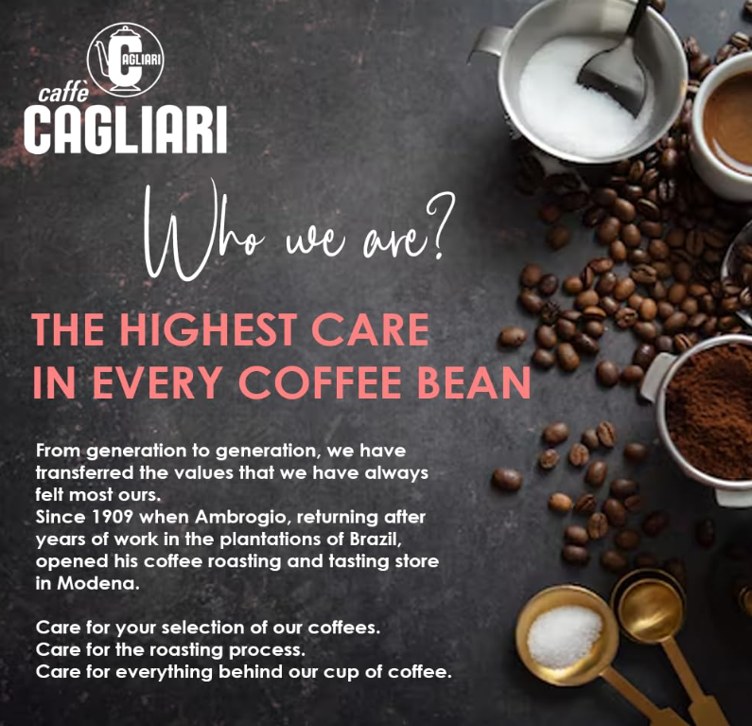 CAGLIARI
caffè
CAGLIARI
Who we are?
THE HIGHEST CARE
IN EVERY COFFEE BEAN
From generation to generation, we have
transferred the values that we have always
felt most ours.
Since 1909 when Ambrogio, returning after
years of work in the plantations of Brazil,
opened his coffee roasting and tasting store
in Modena.
Care for your selection of our coffees.
Care for the roasting process.
Care for everything behind our cup of coffee.